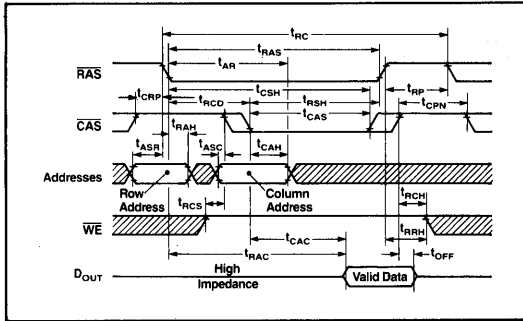 tRC
tRAS
tAR
RAS
tCSH
tRP
tCRP
tRCD
tRSH
tCPN
tCAS
CAS
tRAH
tASR
tASC
tCAH
Addresses
Row Address
Column Address
tRCS
tRCH
WE
tCAC
tRRH
tRAC
tOFF
DOUT
High Impedance
Valid Data